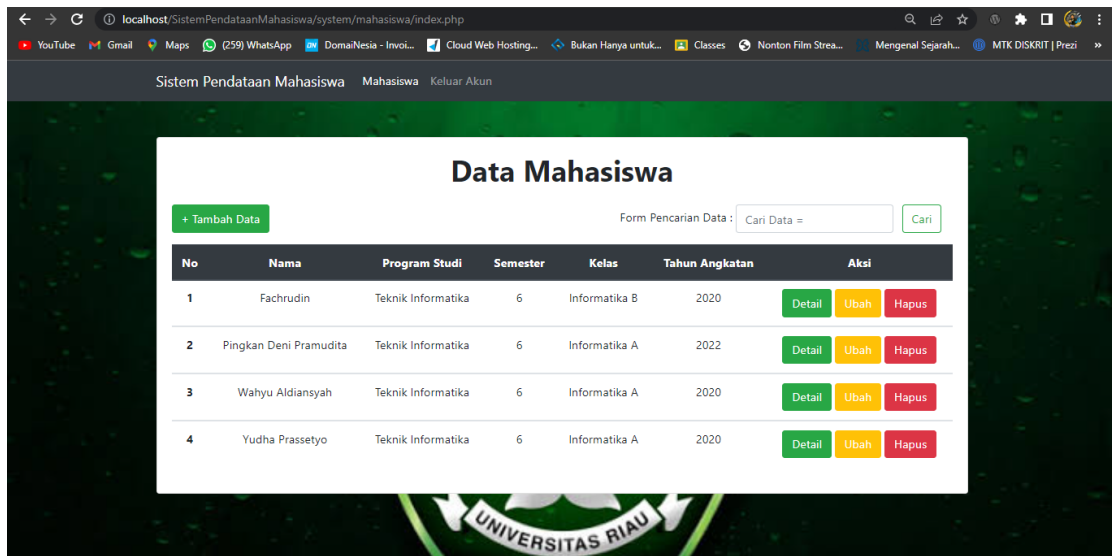 localhost/SistemPendataanMahasiswa/system/mahasiswa/index.php
YouTube Gmail Maps (259) WhatsApp DomaiNesia - Invoi... Cloud Web Hosting... Bukan Hanya untuk... Classes Nonton Film Strea... Mengenal Sejarah... MTK DISKRIT | Prezi »
Sistem Pendataan Mahasiswa Mahasiswa Keluar Akun
Data Mahasiswa
+ Tambah Data Form Pencarian Data : Cari Data = Cari
No Nama Program Studi Semester Kelas Tahun Angkatan Aksi
1 Fachrudin Teknik Informatika 6 Informatika B 2020 Detail Ubah Hapus
2 Pingkan Deni Pramudita Teknik Informatika 6 Informatika A 2022 Detail Ubah Hapus
3 Wahyu Aldiansyah Teknik Informatika 6 Informatika A 2020 Detail Ubah Hapus
4 Yudha Prassetyo Teknik Informatika 6 Informatika A 2020 Detail Ubah Hapus
UNIVERSITAS RIAU